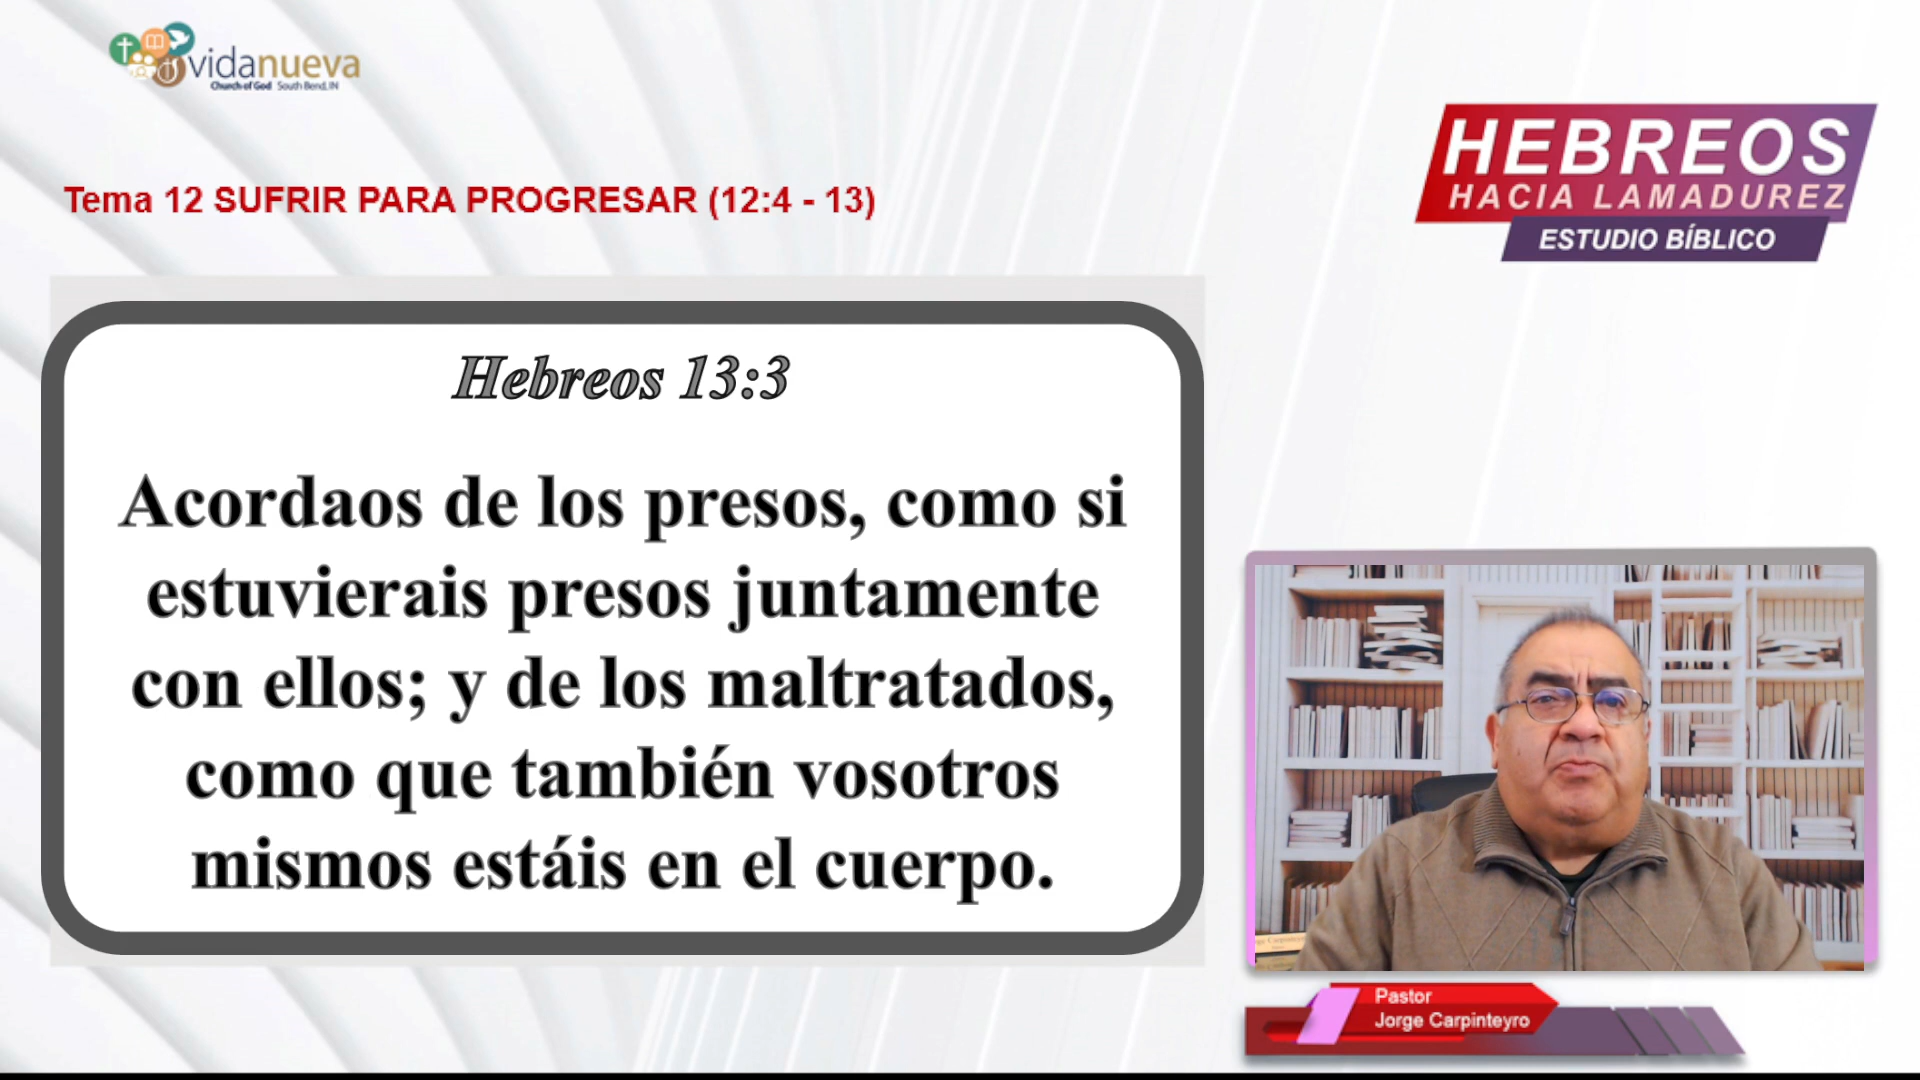 vidanueva
Church of God South Bend, IN
HEBREOS
HACIA LAMADUREZ
ESTUDIO BÍBLICO
Tema 12 SUFRIR PARA PROGRESAR (12:4 - 13)
Hebreos 13:3
Acordaos de los presos, como si
estuvierais presos juntamente
con ellos; y de los maltratados,
como que también vosotros
mismos estáis en el cuerpo.
Pastor
Jorge Carpinteyro